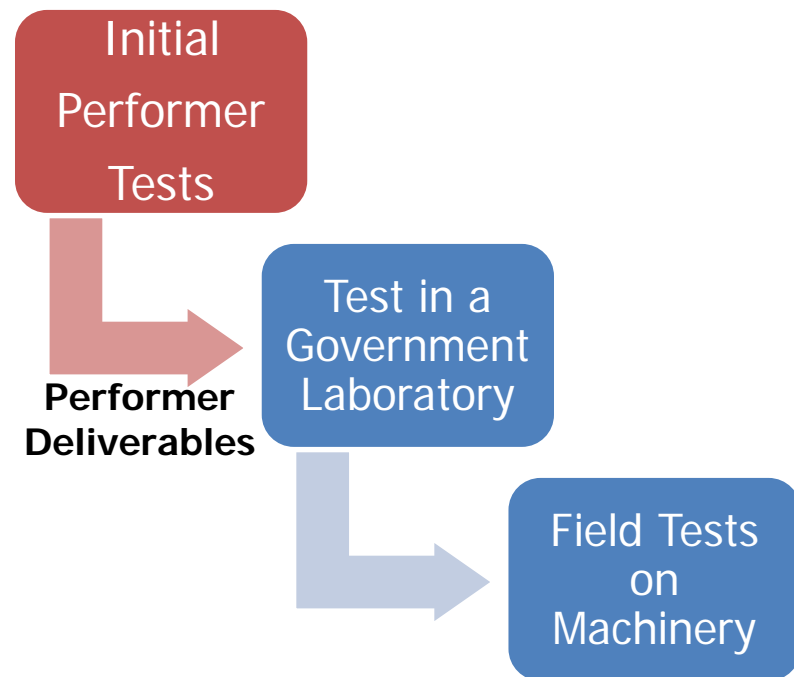 Initial
Performer
Tests
Performer
Deliverables
Test in a
Government
Laboratory
Field Tests
on
Machinery